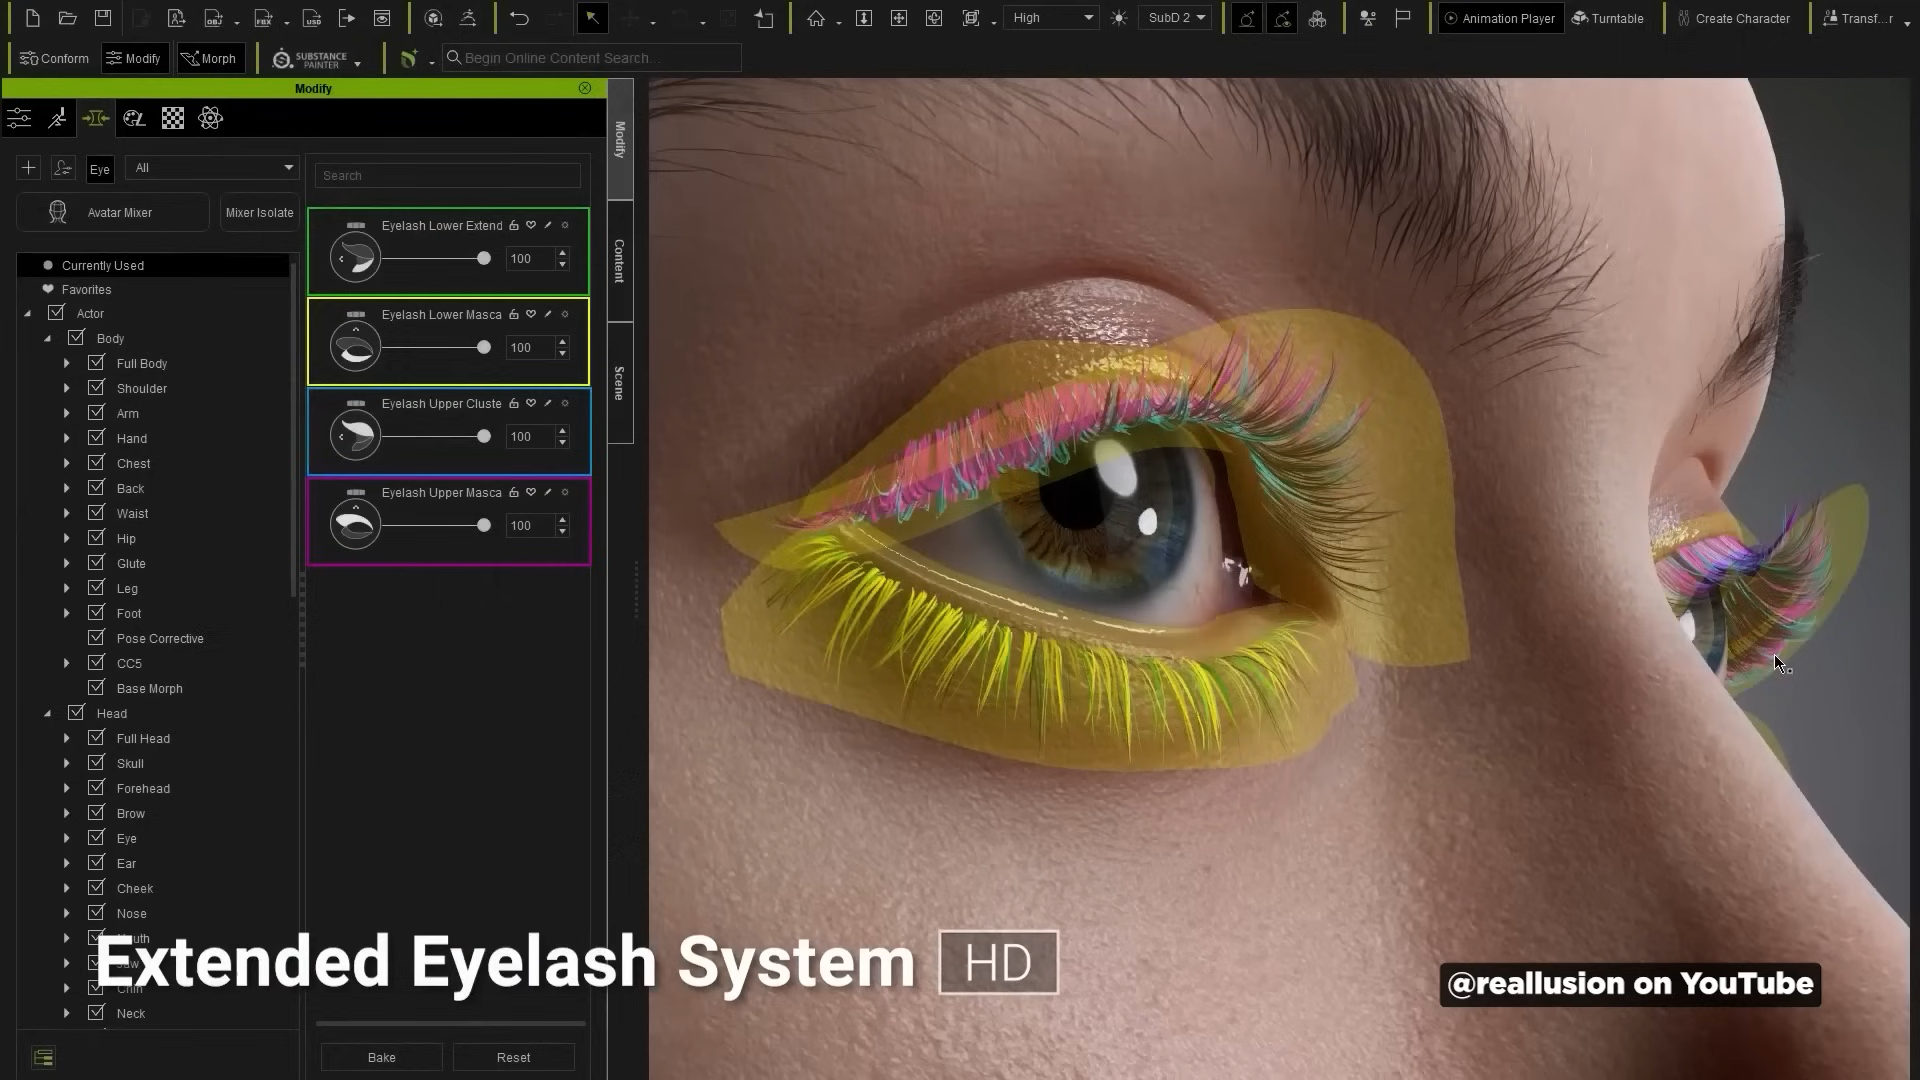 High
SubD 2
Animation Player
Turntable
Create Character
Transf...r
Conform
Modify
Morph
SUBSTANCE
PAINTER
Begin Online Content Search...
Modify
Eye
All
Search
Avatar Mixer
Mixer Isolate
Currently Used
Favorites
Actor
Body
Full Body
Shoulder
Arm
Hand
Chest
Back
Waist
Hip
Glute
Leg
Foot
Pose Corrective
CC5
Base Morph
Head
Full Head
Skull
Forehead
Brow
Eye
Ear
Cheek
Nose
Neck
Eyelash Lower Extend
100
Eyelash Lower Masca
100
Eyelash Upper Cluste
100
Eyelash Upper Masca
100
Bake
Reset
Modify
Content
Scene
Extended Eyelash System HD
@reallusion on YouTube